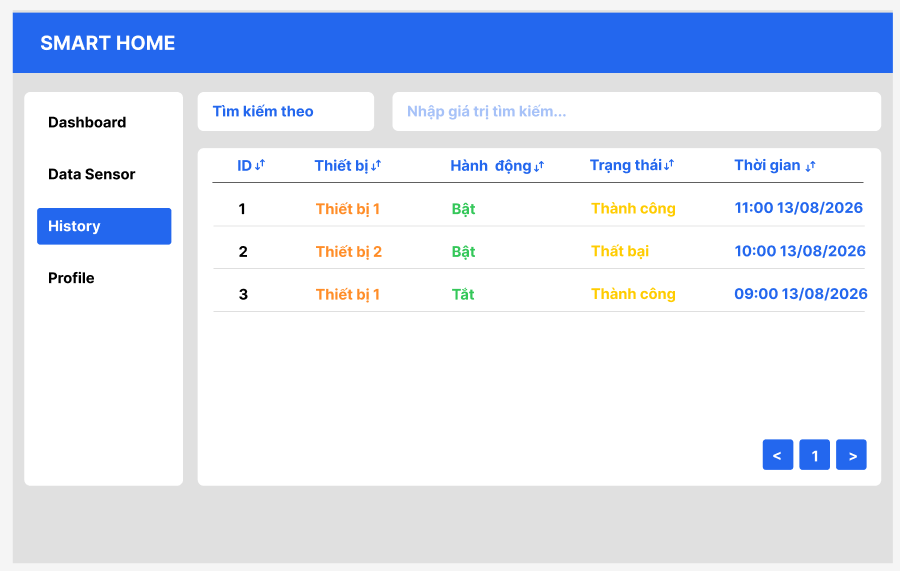 SMART HOME
Dashboard
Data Sensor
History
Profile
Tìm kiếm theo
Nhập giá trị tìm kiếm...
ID Thiết bị Hành động Trạng thái Thời gian
1 Thiết bị 1 Bật Thành công 11:00 13/08/2026
2 Thiết bị 2 Bật Thất bại 10:00 13/08/2026
3 Thiết bị 1 Tắt Thành công 09:00 13/08/2026
< 1 >